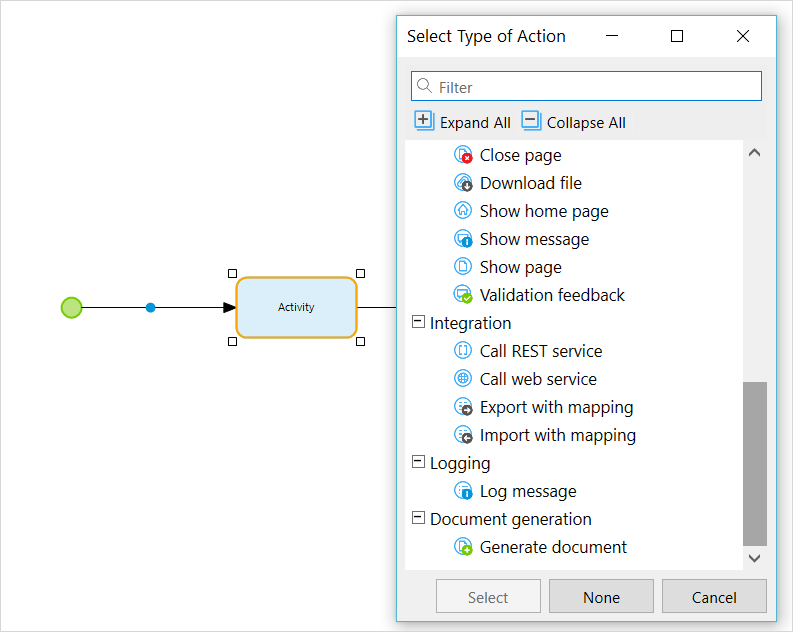 Select Type of Action
Filter
Expand All Collapse All
Close page
Download file
Show home page
Show message
Show page
Validation feedback
Integration
Call REST service
Call web service
Export with mapping
Import with mapping
Logging
Log message
Document generation
Generate document
Select None Cancel
Activity